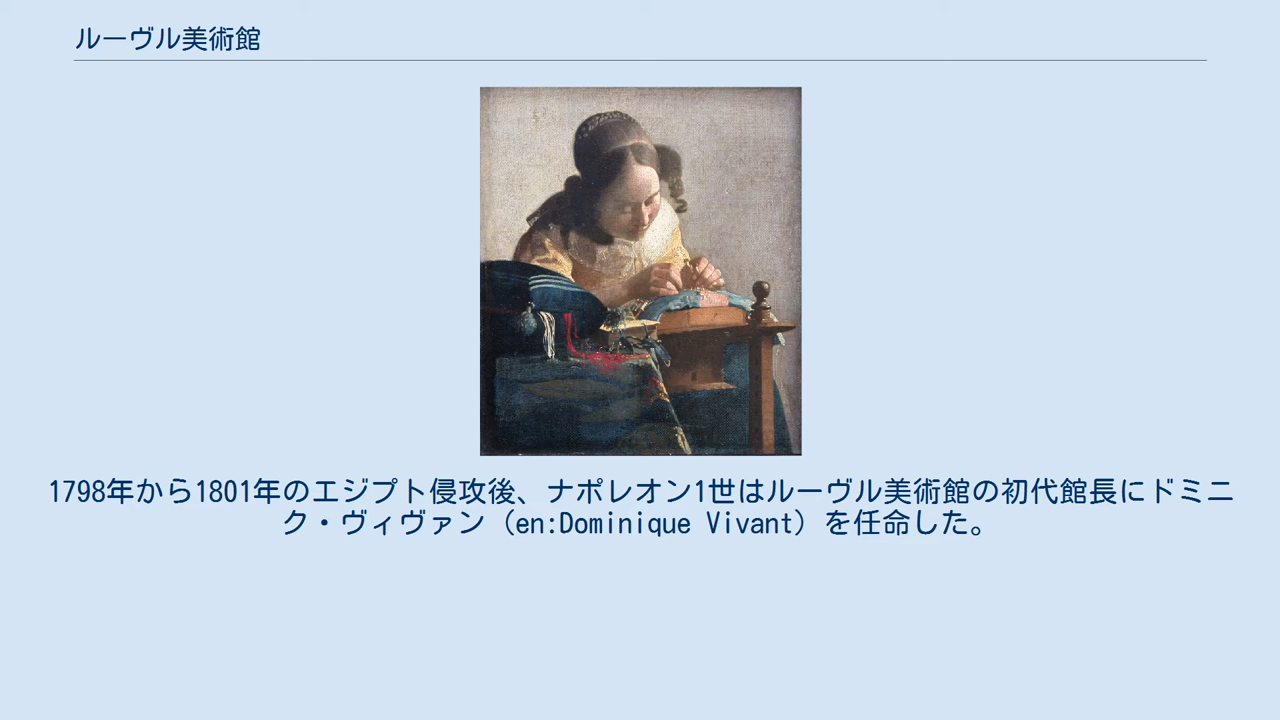 ルーヴル美術館
1798年から1801年のエジプト侵攻後、ナポレオン1世はルーヴル美術館の初代館長にドミニ
ク・ヴィヴァン（en:Dominique Vivant）を任命した。